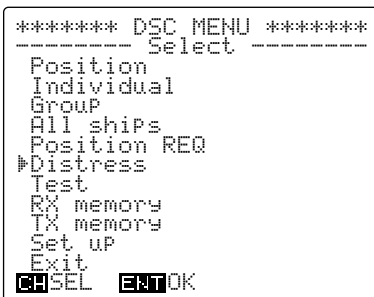 ******* DSC MENU *******
--------- Select ---------
Position
Individual
Group
All ships
Position REQ
Distress
Test
RX memory
TX memory
Set up
Exit
CH SEL ENT OK